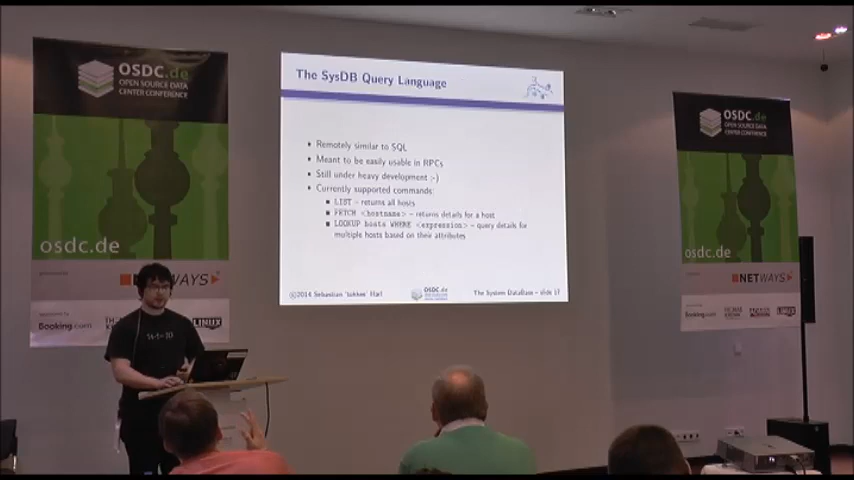 OSDC.de
OPEN SOURCE DATA
CENTER CONFERENCE
osdc.de
NETWAYS
Booking.com
LINUX
The SysDB Query Language
Remotely similar to SQL
Meant to be easily usable in RPCs
Still under heavy development :-)
Currently supported commands:
LIST – returns all hosts
FETCH <hostname> – returns details for a host
LOOKUP hosts WHERE <expression> – query details for
multiple hosts based on their attributes
©2014 Sebastian 'tokkee' Harl
OSDC.de
The System DataBase – slide 17
OSDC.de
OPEN SOURCE DATA
CENTER CONFERENCE
osdc.de
NETWAYS
Booking.com
LINUX